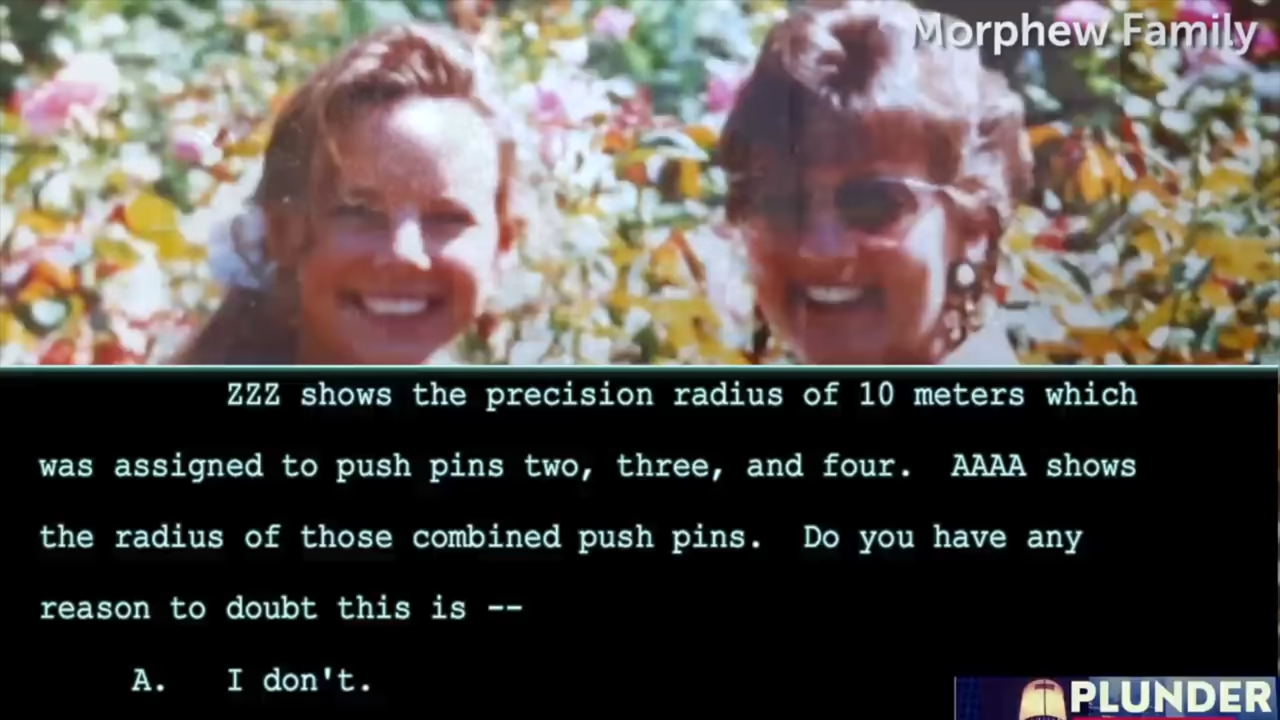 Morphew Family
ZZZ shows the precision radius of 10 meters which
was assigned to push pins two, three, and four. AAAA shows
the radius of those combined push pins. Do you have any
reason to doubt this is --
A. I don't.
PLUNDER